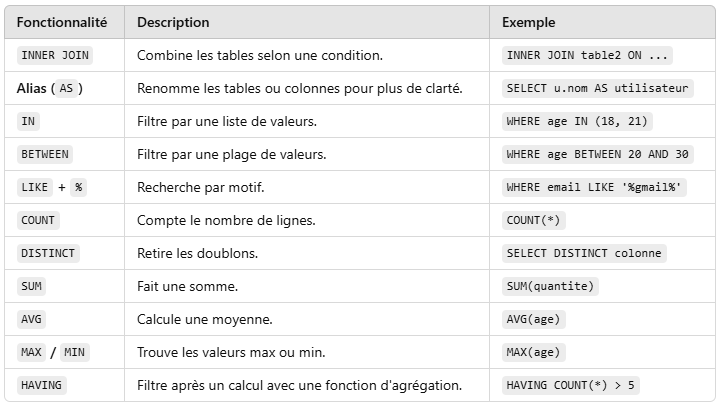 Fonctionnalité Description Exemple
INNER JOIN Combine les tables selon une condition. INNER JOIN table2 ON ...
Alias (AS) Renomme les tables ou colonnes pour plus de clarté. SELECT u.nom AS utilisateur
IN Filtre par une liste de valeurs. WHERE age IN (18, 21)
BETWEEN Filtre par une plage de valeurs. WHERE age BETWEEN 20 AND 30
LIKE + % Recherche par motif. WHERE email LIKE '%gmail%'
COUNT Compte le nombre de lignes. COUNT(*)
DISTINCT Retire les doublons. SELECT DISTINCT colonne
SUM Fait une somme. SUM(quantite)
AVG Calcule une moyenne. AVG(age)
MAX / MIN Trouve les valeurs max ou min. MAX(age)
HAVING Filtre après un calcul avec une fonction d'agrégation. HAVING COUNT(*) > 5